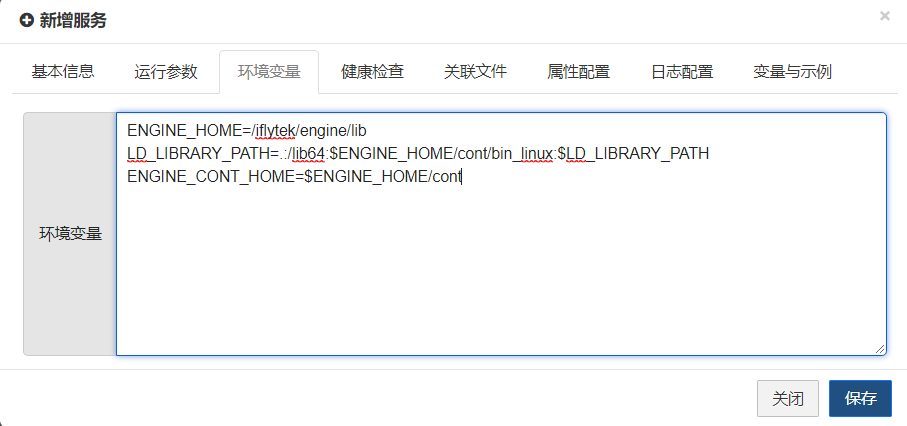 新增服务
×
基本信息 运行参数 环境变量 健康检查 关联文件 属性配置 日志配置 变量与示例
环境变量
ENGINE_HOME=/iflytek/engine/lib
LD_LIBRARY_PATH=.:/lib64:$ENGINE_HOME/cont/bin_linux:$LD_LIBRARY_PATH
ENGINE_CONT_HOME=$ENGINE_HOME/cont
关闭 保存